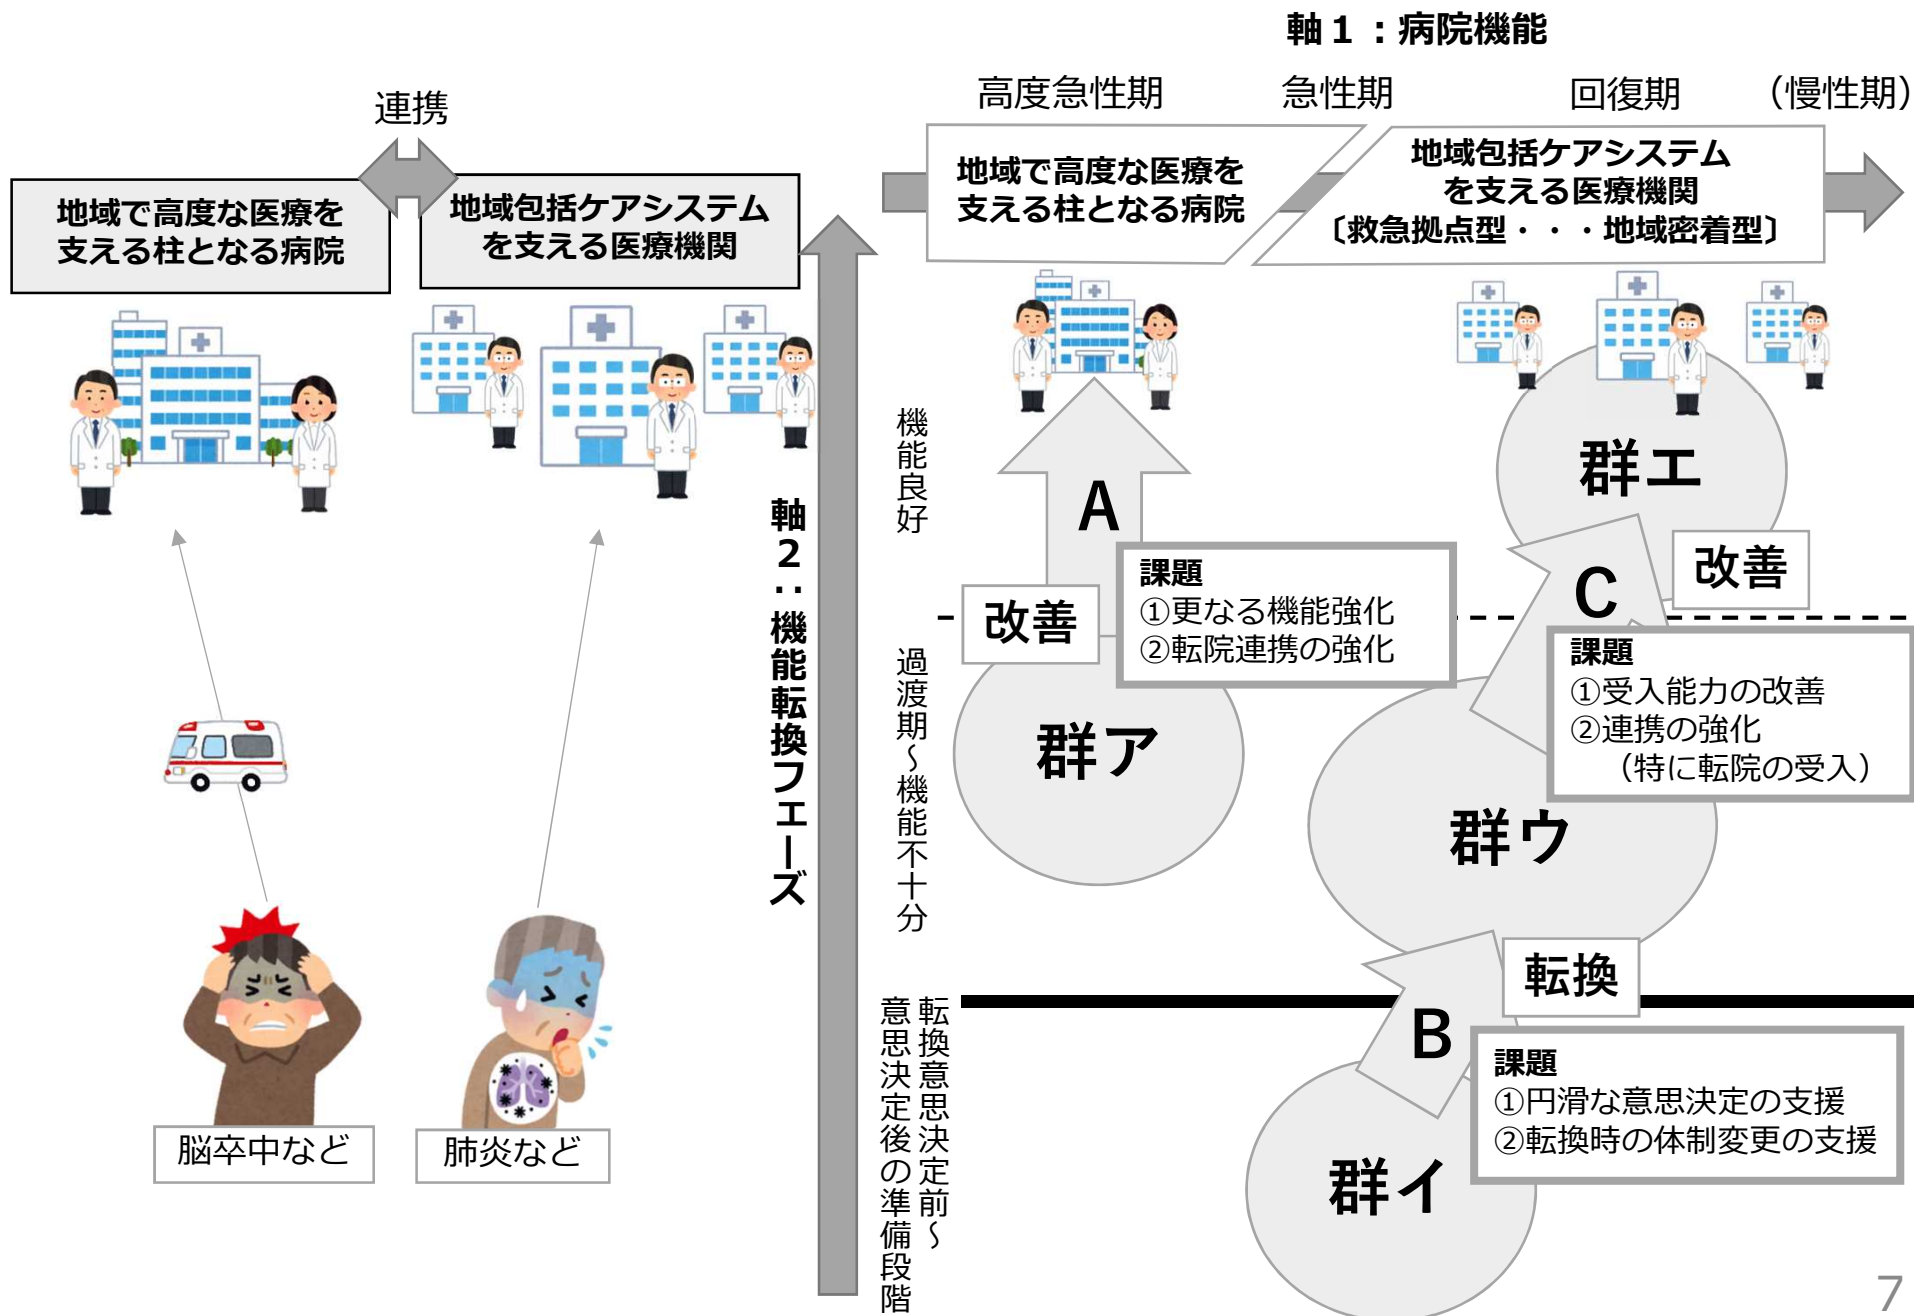 連携
地域で高度な医療を
支える柱となる病院
地域包括ケアシステム
を支える医療機関
脳卒中など
肺炎など
軸1：病院機能
高度急性期
急性期
回復期
（慢性期）
地域で高度な医療を
支える柱となる病院
地域包括ケアシステム
を支える医療機関
〔救急拠点型・・・地域密着型〕
軸2：機能転換フェーズ
機能良好
過渡期～機能不十分
転換意思決定前～
意思決定後の準備段階
A
改善
課題
①更なる機能強化
②転院連携の強化
群ア
群エ
C
改善
課題
①受入能力の改善
②連携の強化
（特に転院の受入）
群ウ
転換
B
課題
①円滑な意思決定の支援
②転換時の体制変更の支援
群イ
7